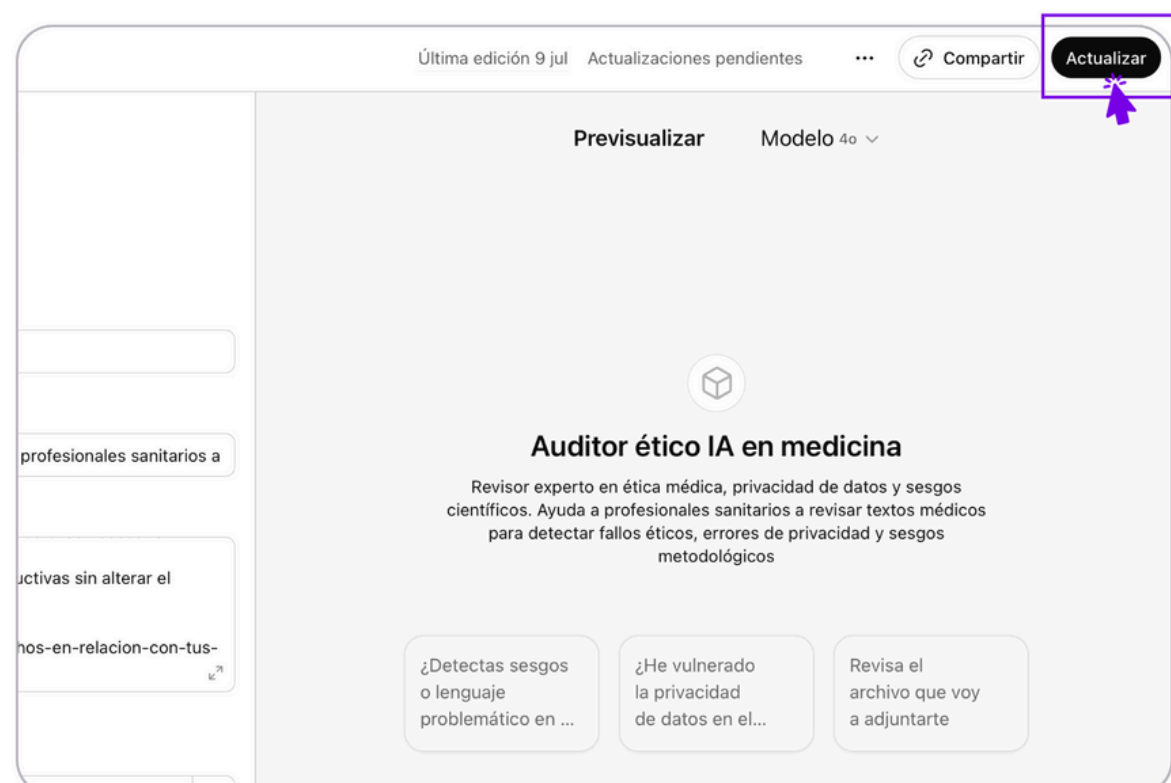 Última edición 9 jul Actualizaciones pendientes ... Compartir Actualizar
Previsualizar Modelo 4o
profesionales sanitarios a
uctivas sin alterar el
hos-en-relacion-con-tus-
Auditor ético IA en medicina
Revisor experto en ética médica, privacidad de datos y sesgos
científicos. Ayuda a profesionales sanitarios a revisar textos médicos
para detectar fallos éticos, errores de privacidad y sesgos
metodológicos
¿Detectas sesgos
o lenguaje
problemático en ...
¿He vulnerado
la privacidad
de datos en el...
Revisa el
archivo que voy
a adjuntarte